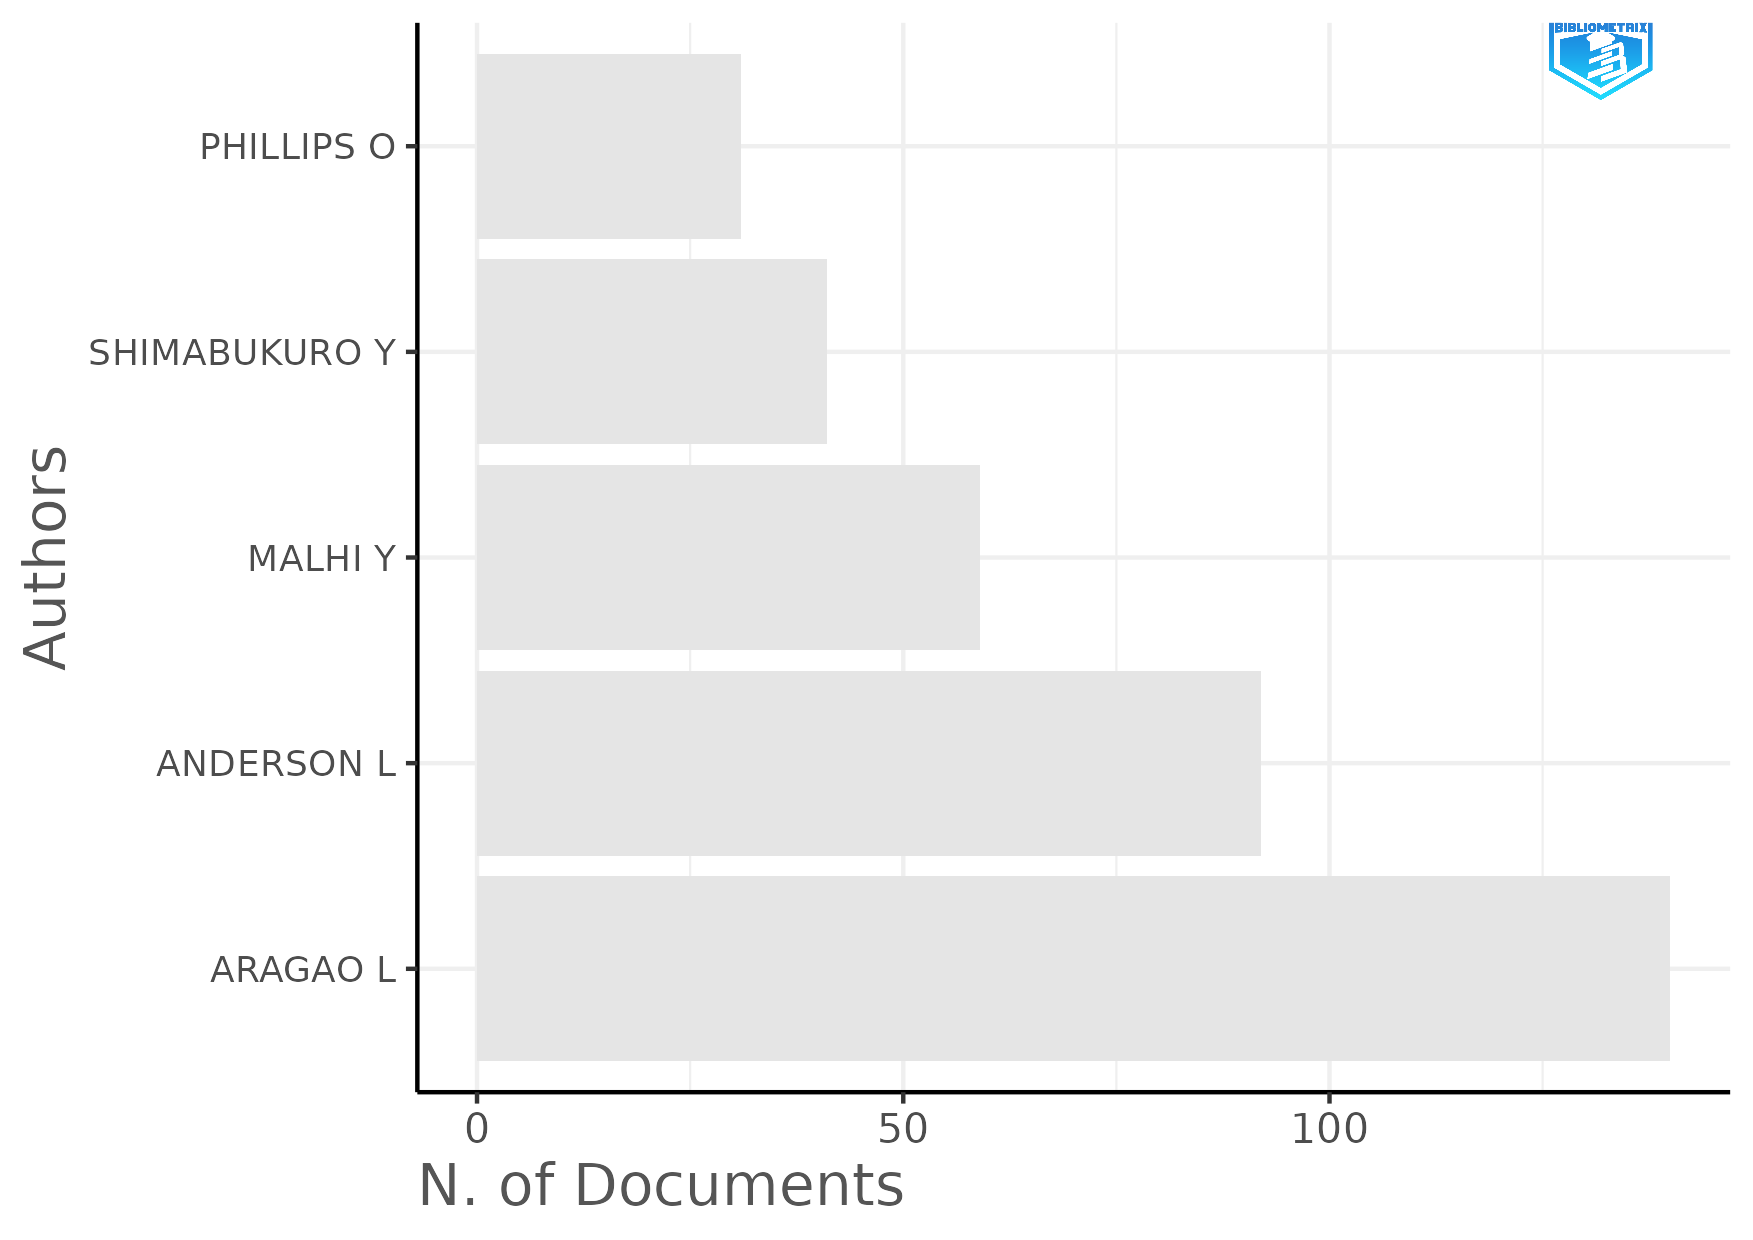 BIBLIOMETRIX
PHILLIPS O
SHIMABUKURO Y
MALHI Y
ANDERSON L
ARAGAO L
Authors
0
50
100
N. of Documents